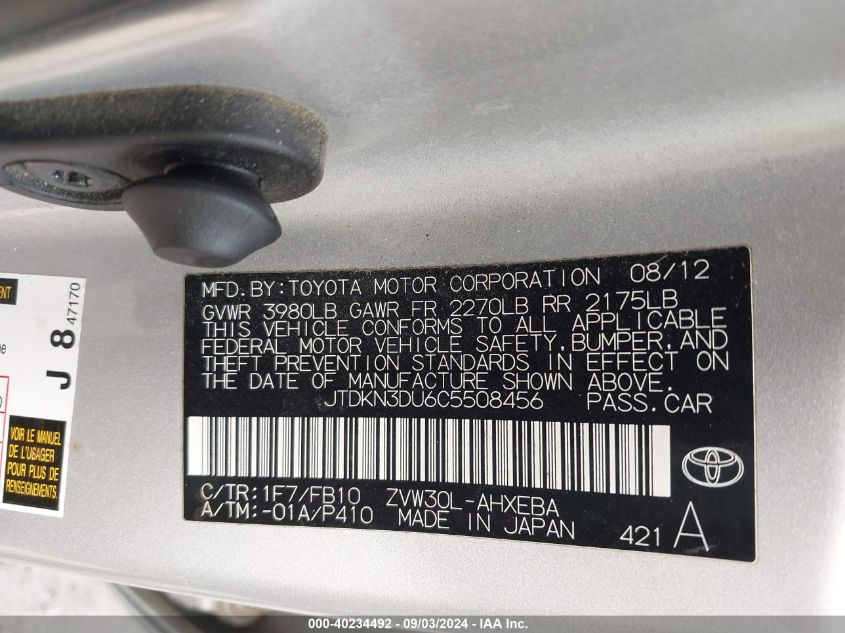 MFD.BY:TOYOTA MOTOR CORPORATION 08/12
GVWR 3980LB GAWR FR 2270LB RR 2175LB
THIS VEHICLE CONFORMS TO ALL APPLICABLE
FEDERAL MOTOR VEHICLE SAFETY,BUMPER,AND
THEFT PREVENTION STANDARDS IN EFFECT ON
THE DATE OF MANUFACTURE SHOWN ABOVE.
JTDKN3DU6C5508456 PASS.CAR
C/TR:1F7/FB10 ZVW30L-AHXEBA
A/TM:-01A/P410 MADE IN JAPAN
421 A
J 8 47170
VOIR LE MANUEL
DE L'USAGER
POUR PLUS DE
RENSEIGNEMENTS.
000-40234492 - 09/03/2024 - IAA Inc.